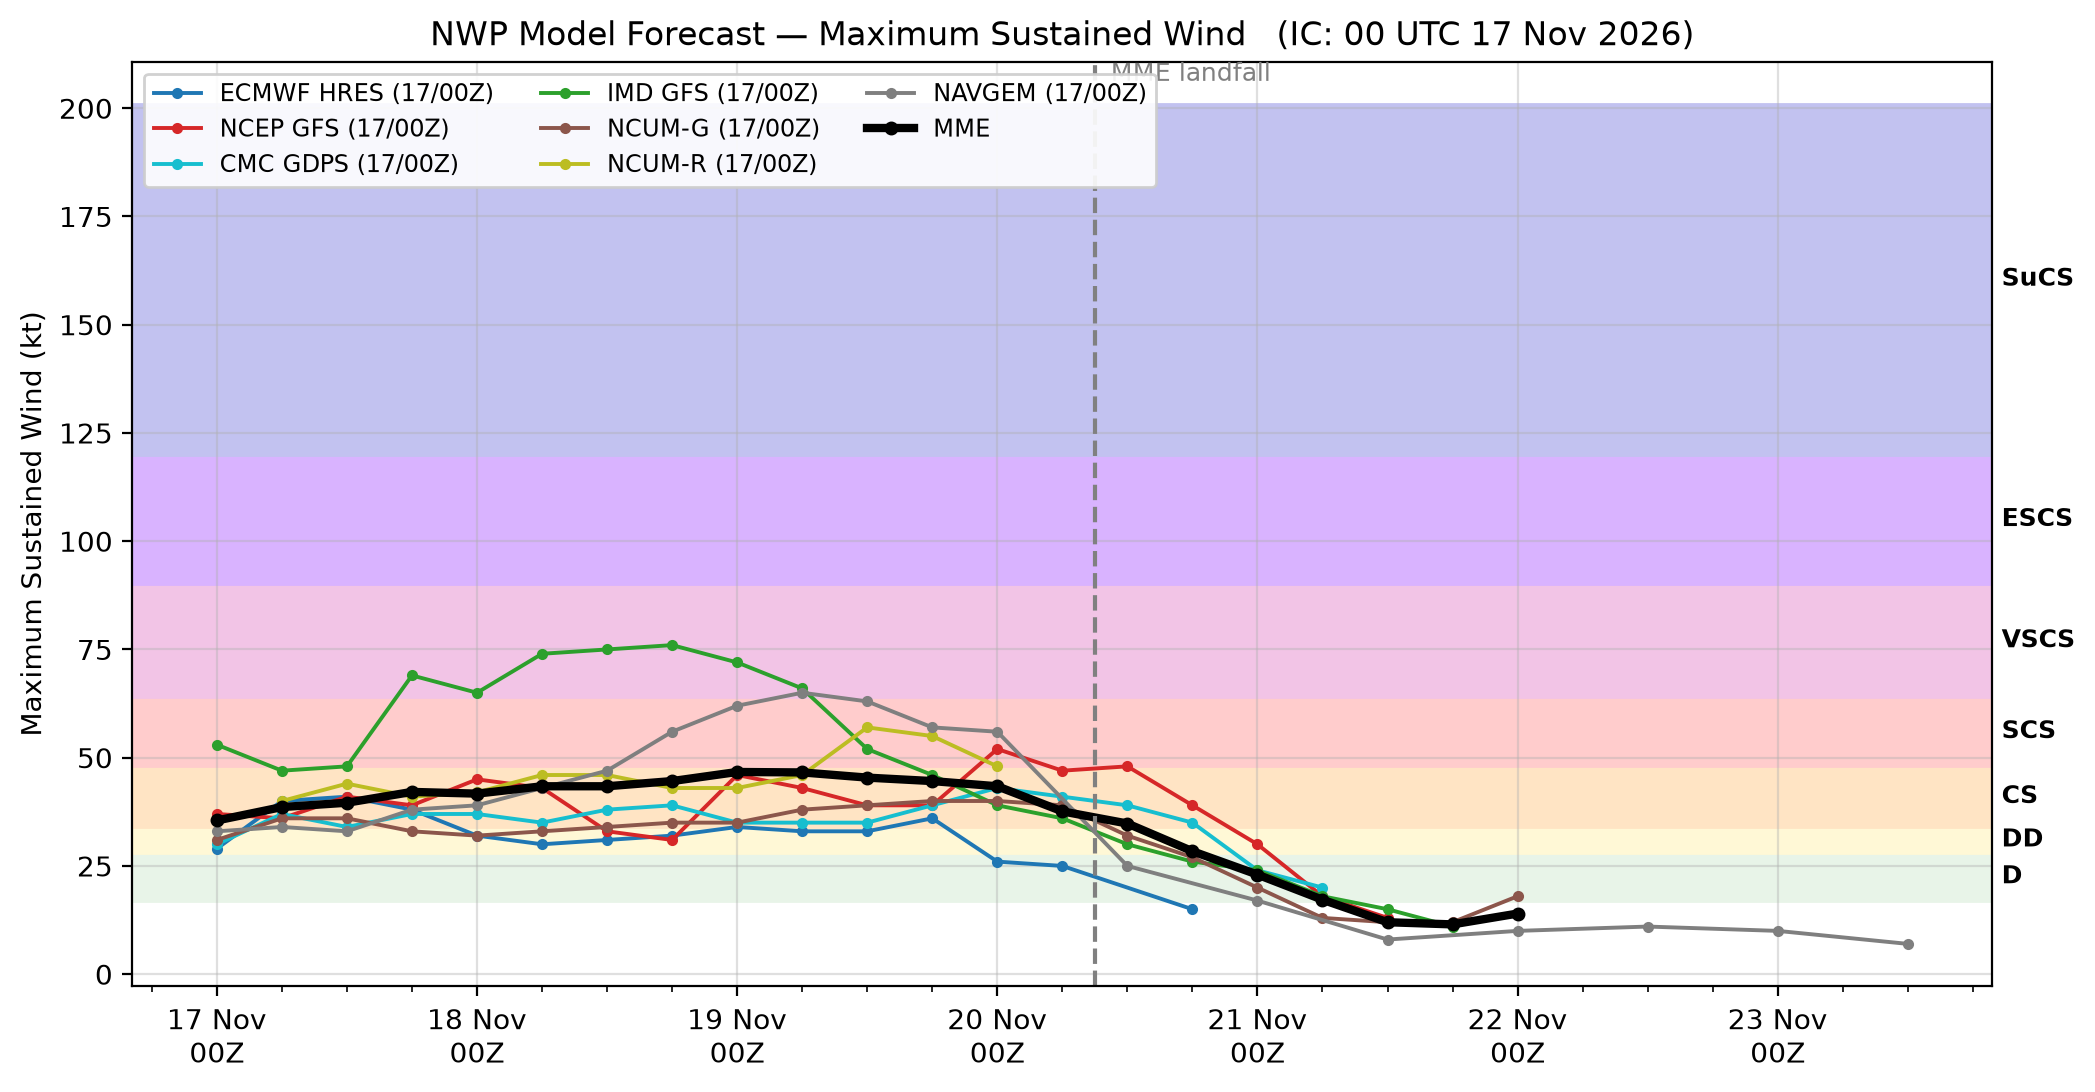 NWP Model Forecast — Maximum Sustained Wind (IC: 00 UTC 17 Nov 2026)
MME landfall
ECMWF HRES (17/00Z)
NCEP GFS (17/00Z)
CMC GDPS (17/00Z)
IMD GFS (17/00Z)
NCUM-G (17/00Z)
NCUM-R (17/00Z)
NAVGEM (17/00Z)
MME
Maximum Sustained Wind (kt)
200
175
150
125
100
75
50
25
0
SuCS
ESCS
VSCS
SCS
CS
DD
D
17 Nov
00Z
18 Nov
00Z
19 Nov
00Z
20 Nov
00Z
21 Nov
00Z
22 Nov
00Z
23 Nov
00Z